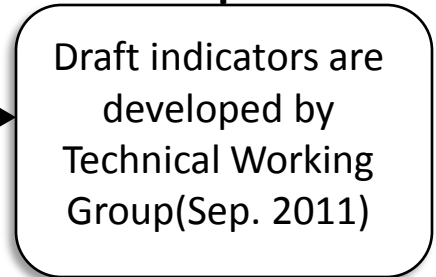 Draft indicators are
developed by
Technical Working
Group(Sep. 2011)